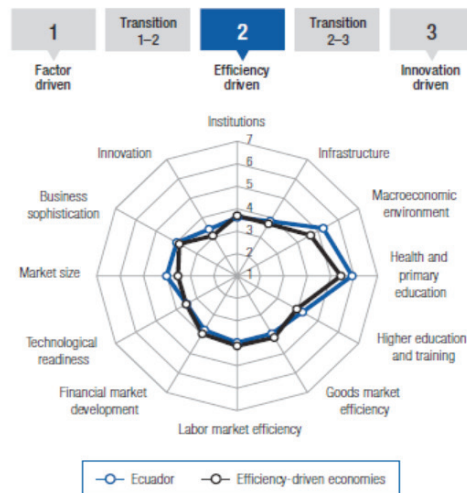 1
Transition
1–2
2
Transition
2–3
3
Factor
driven
Efficiency
driven
Innovation
driven
Institutions
7
6
5
4
3
2
1
Infrastructure
Macroeconomic
environment
Health and
primary
education
Higher education
and training
Goods market
efficiency
Labor market efficiency
Financial market
development
Technological
readiness
Market size
Business
sophistication
Innovation
Ecuador
Efficiency-driven economies